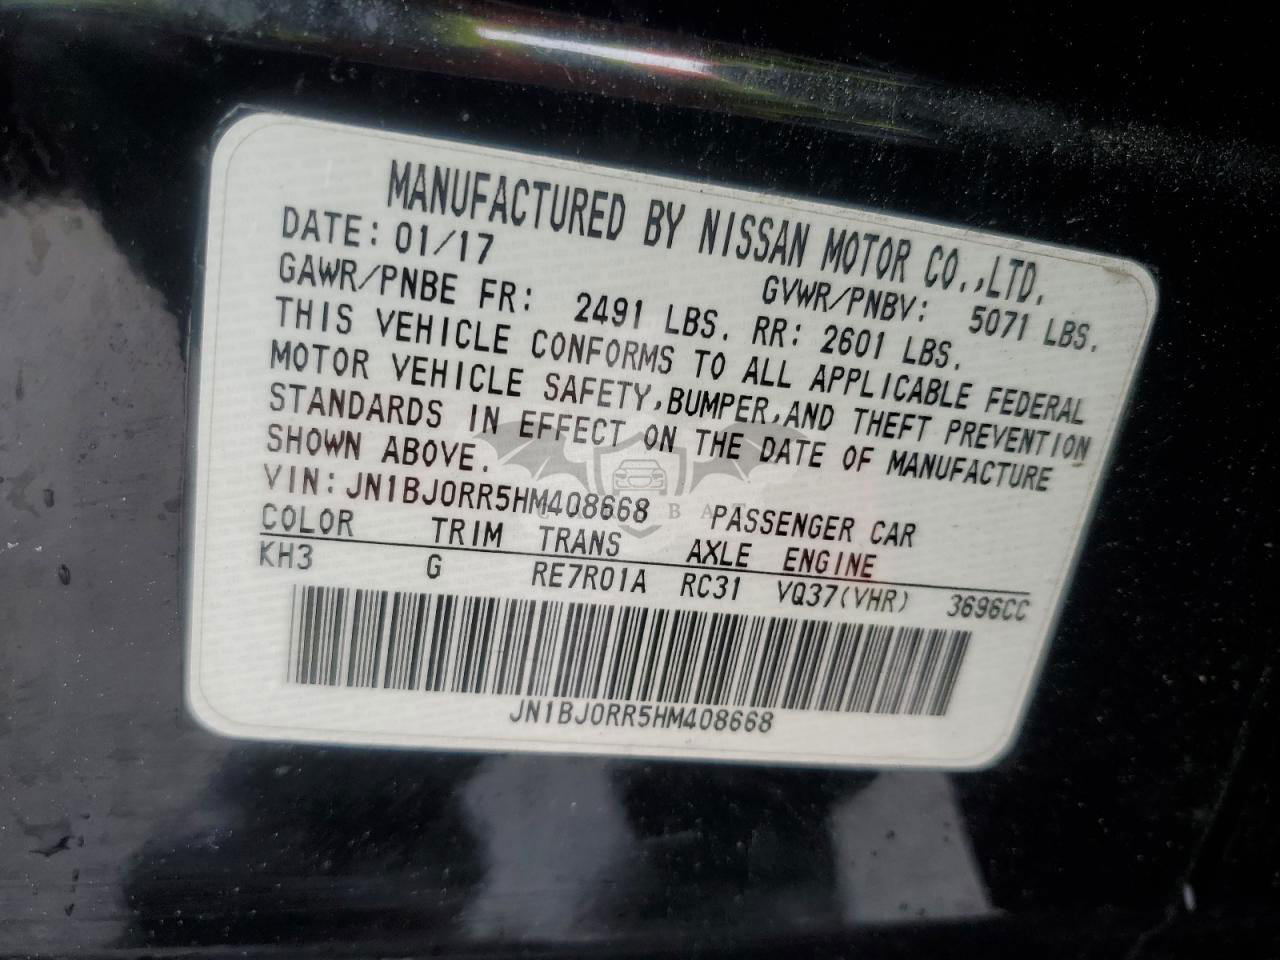 MANUFACTURED BY NISSAN MOTOR CO.,LTD.
DATE: 01/17 GVWR/PNBV: 5071 LBS.
GAWR/PNBE FR: 2491 LBS. RR: 2601 LBS.
THIS VEHICLE CONFORMS TO ALL APPLICABLE FEDERAL
MOTOR VEHICLE SAFETY,BUMPER,AND THEFT PREVENTION
STANDARDS IN EFFECT ON THE DATE OF MANUFACTURE
SHOWN ABOVE.
VIN: JN1BJ0RR5HM408668 PASSENGER CAR
COLOR TRIM TRANS AXLE ENGINE
KH3 G RE7R01A RC31 VQ37(VHR) 3696CC
JN1BJ0RR5HM408668